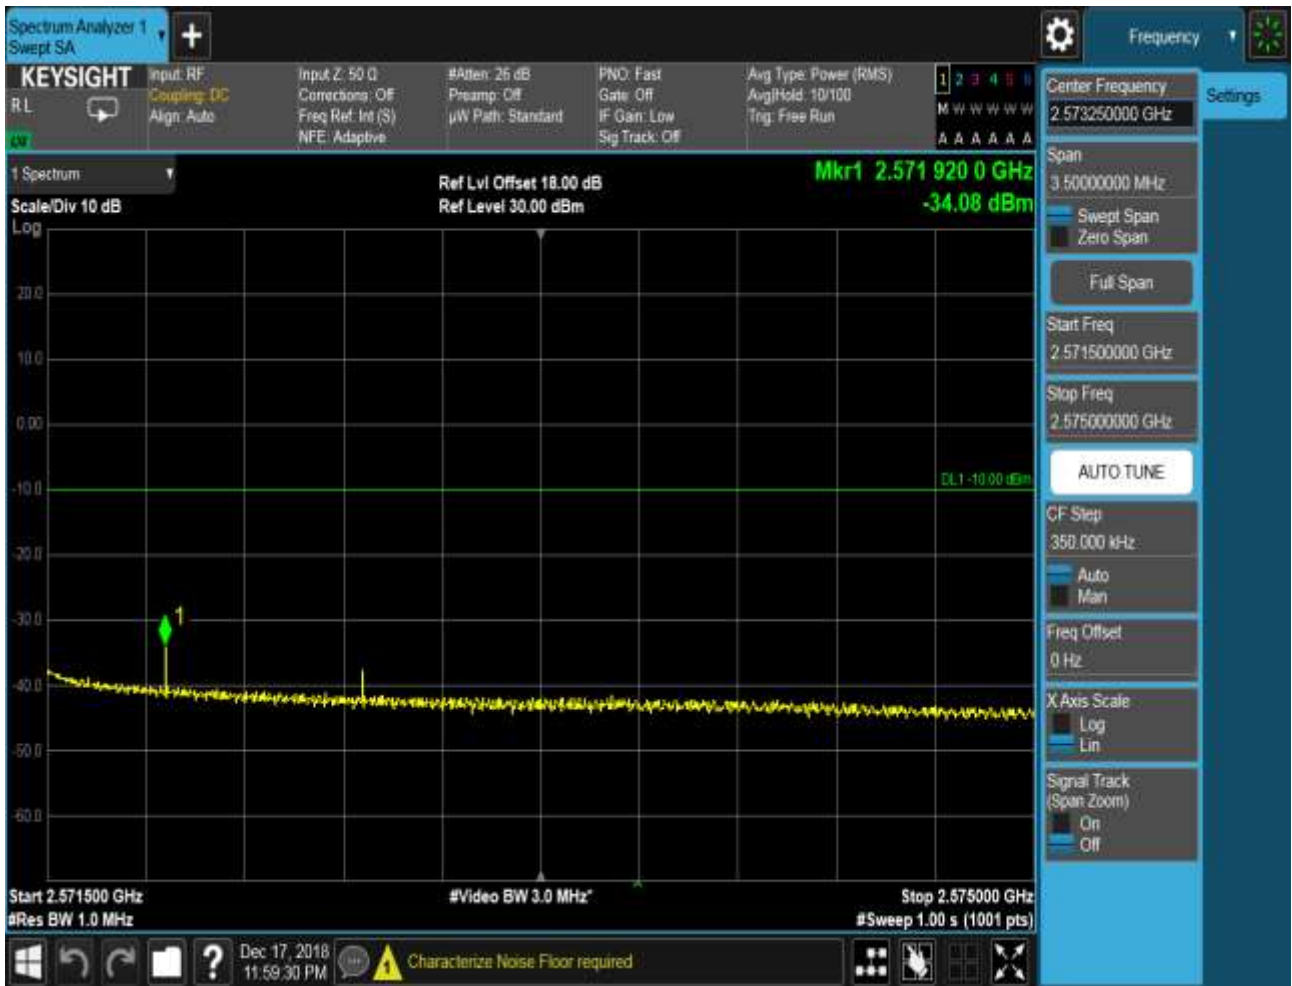 Spectrum Analyzer 1
Swept SA
Frequency
KEYSIGHT
Input: RF
Input Z: 50 Ω
#Atten: 26 dB
PNO: Fast
Avg Type: Power (RMS)
1 2 3 4 5 6
Center Frequency
2.573250000 GHz
Settings
R L
Coupling: DC
Corrections: Off
Preamp: Off
Gate: Off
Avg|Hold: 10/100
M W W W W W
Align: Auto
Freq Ref: Int (S)
µW Path: Standard
IF Gain: Low
Trig: Free Run
NFE: Adaptive
Sig Track: Off
A A A A A A
1 Spectrum
Ref Lvl Offset 18.00 dB
Mkr1 2.571 920 0 GHz
Scale/Div 10 dB
Ref Level 30.00 dBm
-34.08 dBm
Log
Span
3.50000000 MHz
Swept Span
Zero Span
Full Span
20.0
Start Freq
2.571500000 GHz
10.0
Stop Freq
2.575000000 GHz
0.00
AUTO TUNE
DL1 -10.00 dBm
-10.0
CF Step
350.000 kHz
-20.0
Auto
Man
1
-30.0
Freq Offset
0 Hz
-40.0
X Axis Scale
Log
Lin
-50.0
Signal Track
(Span Zoom)
On
Off
-60.0
Start 2.571500 GHz
#Video BW 3.0 MHz*
Stop 2.575000 GHz
#Res BW 1.0 MHz
#Sweep 1.00 s (1001 pts)
?
Dec 17, 2018
11:59:30 PM
1
Characterize Noise Floor required